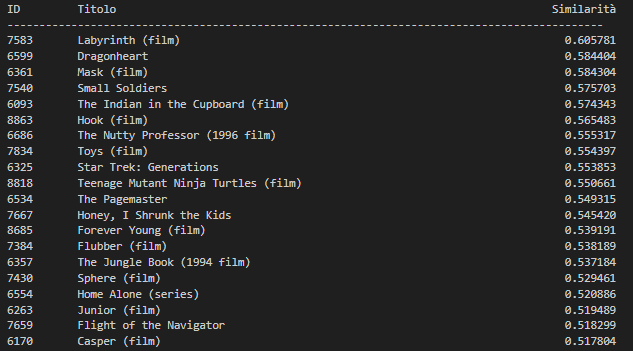 ID Titolo Similarità
--------------------------------------------------------------------------------------------
7583 Labyrinth (film) 0.605781
6599 Dragonheart 0.584404
6361 Mask (film) 0.584304
7540 Small Soldiers 0.575703
6093 The Indian in the Cupboard (film) 0.574343
8863 Hook (film) 0.565483
6686 The Nutty Professor (1996 film) 0.555317
7834 Toys (film) 0.554397
6325 Star Trek: Generations 0.553853
8818 Teenage Mutant Ninja Turtles (film) 0.550661
6534 The Pagemaster 0.549315
7667 Honey, I Shrunk the Kids 0.545420
8685 Forever Young (film) 0.539191
7384 Flubber (film) 0.538189
6357 The Jungle Book (1994 film) 0.537184
7430 Sphere (film) 0.529461
6554 Home Alone (series) 0.520886
6263 Junior (film) 0.519489
7659 Flight of the Navigator 0.518299
6170 Casper (film) 0.517804